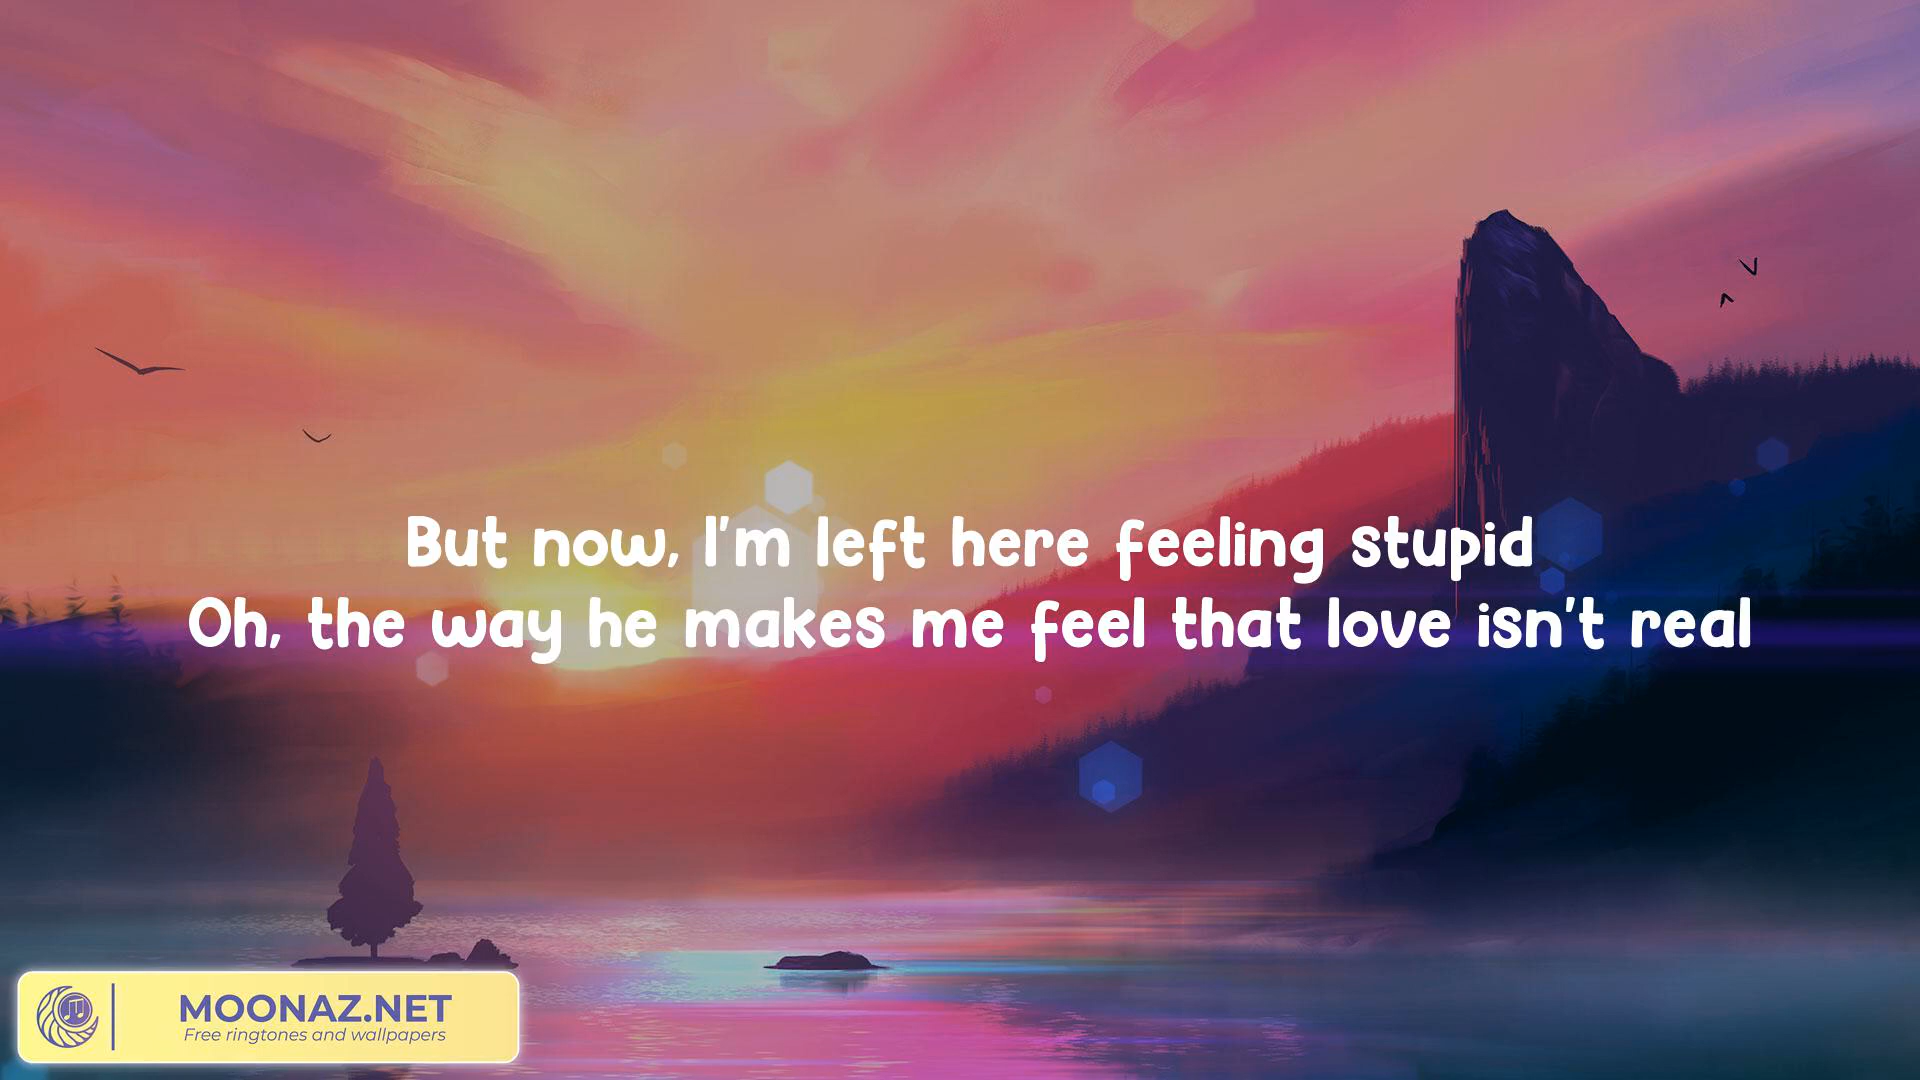 But now, I'm left here feeling stupid
Oh, the way he makes me feel that love isn't real
MOONAZ.NET
Free ringtones and wallpapers